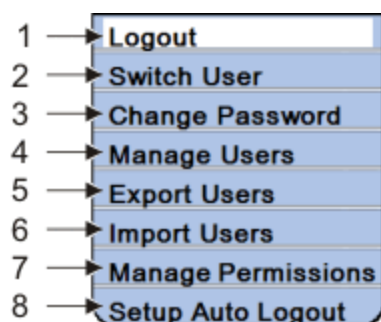 1 Logout
2 Switch User
3 Change Password
4 Manage Users
5 Export Users
6 Import Users
7 Manage Permissions
8 Setup Auto Logout